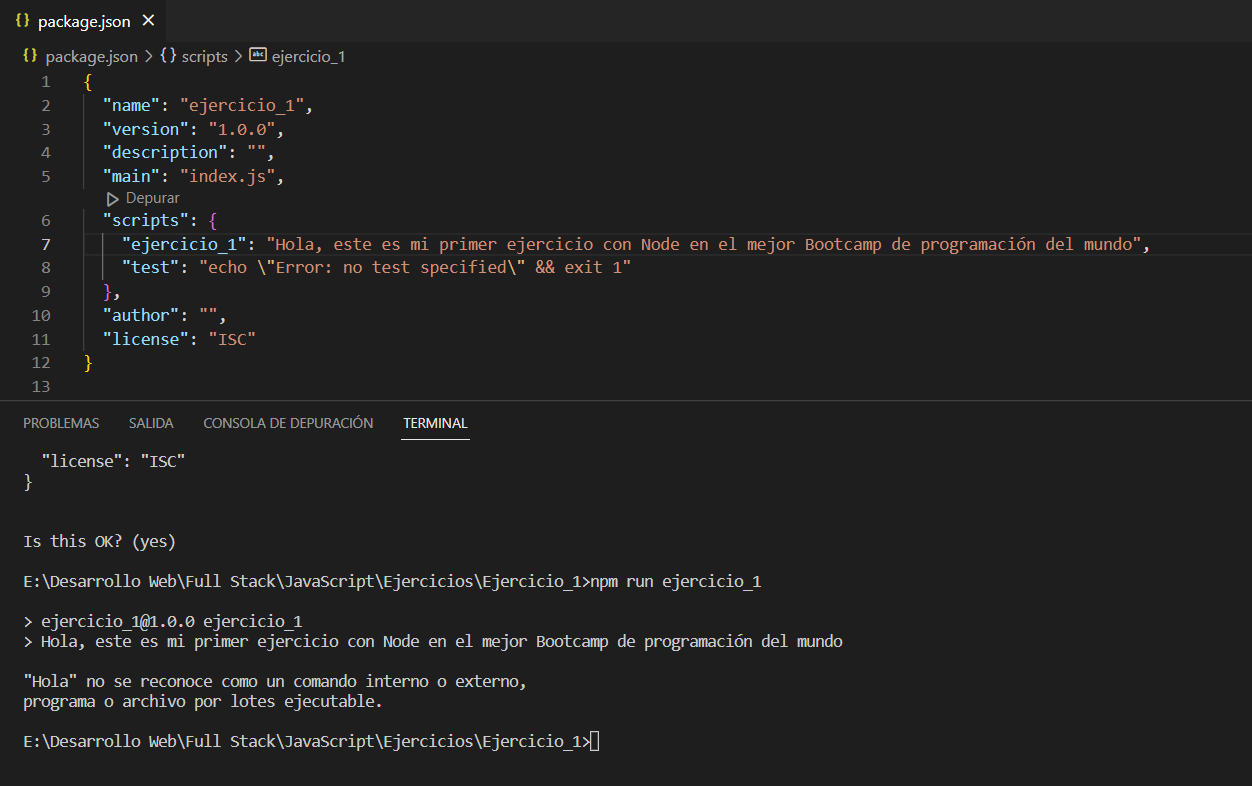 {} package.json ×
{} package.json > {} scripts > abc ejercicio_1
1 {
2   "name": "ejercicio_1",
3   "version": "1.0.0",
4   "description": "",
5   "main": "index.js",
▷ Depurar
6   "scripts": {
7     "ejercicio_1": "Hola, este es mi primer ejercicio con Node en el mejor Bootcamp de programación del mundo",
8     "test": "echo \"Error: no test specified\" && exit 1"
9   },
10   "author": "",
11   "license": "ISC"
12 }
13
PROBLEMAS SALIDA CONSOLA DE DEPURACIÓN TERMINAL
  "license": "ISC"
}
Is this OK? (yes)
E:\Desarrollo Web\Full Stack\JavaScript\Ejercicios\Ejercicio_1>npm run ejercicio_1
> ejercicio_1@1.0.0 ejercicio_1
> Hola, este es mi primer ejercicio con Node en el mejor Bootcamp de programación del mundo
"Hola" no se reconoce como un comando interno o externo,
programa o archivo por lotes ejecutable.
E:\Desarrollo Web\Full Stack\JavaScript\Ejercicios\Ejercicio_1>